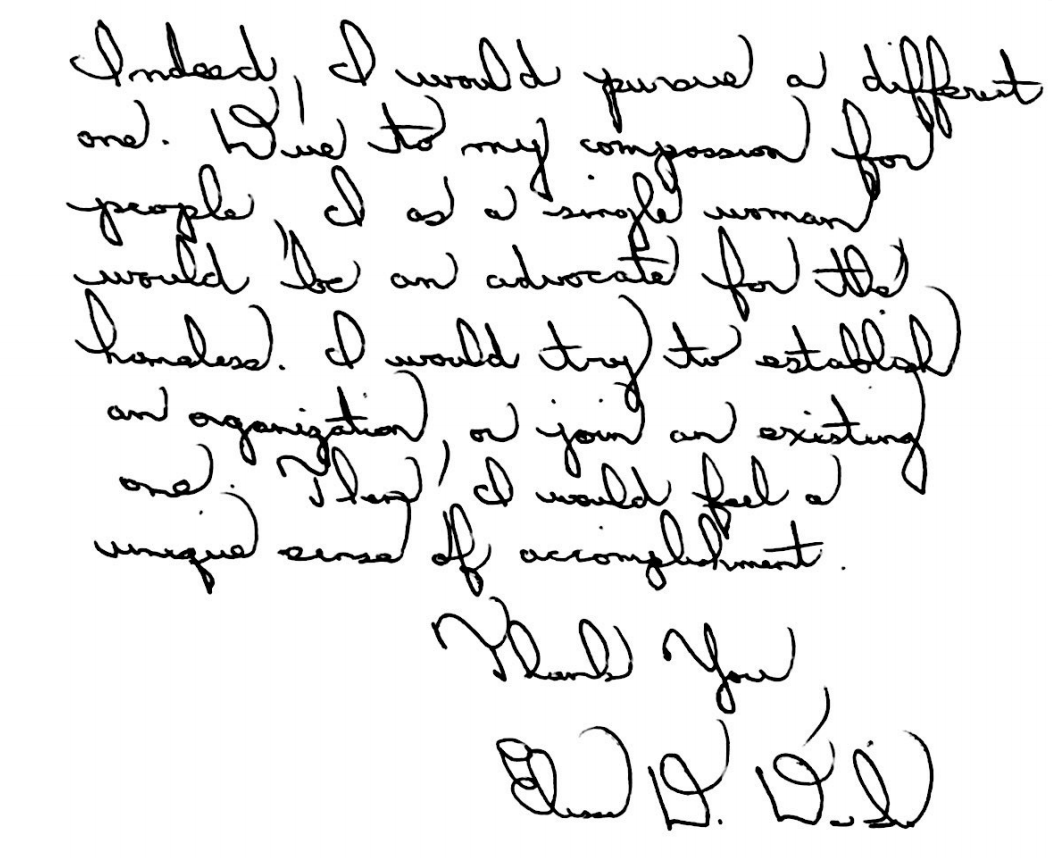 Indeed, I would pursue a different
one. Due to my compassion for
people, I as a single woman
would be an advocate for the
homeless. I would try to establish
an organization, or join an existing
one. Then, I would feel a
unique sense of accomplishment.
Thank You
D.